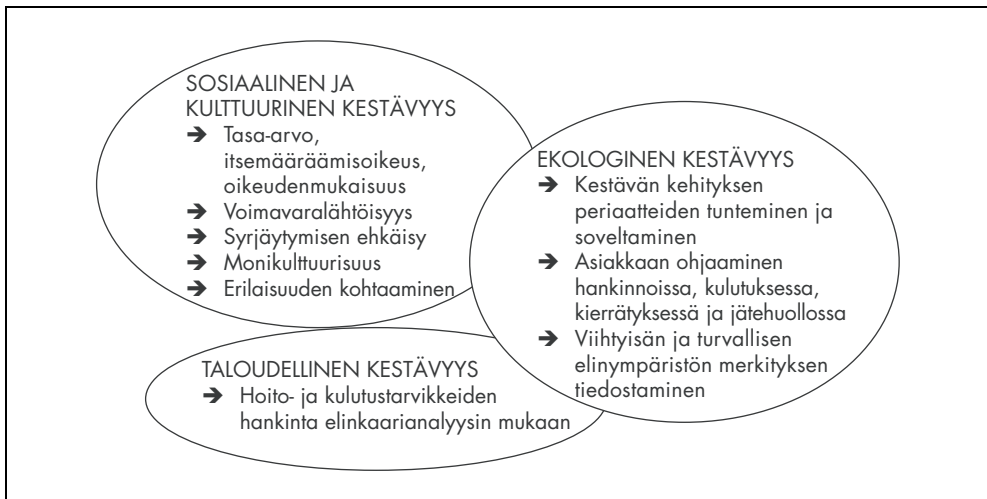 SOSIAALINEN JA
KULTTUURINEN KESTÄVYYS
➔ Tasa-arvo,
itsemääräämisoikeus,
oikeudenmukaisuus
➔ Voimavaralähtöisyys
➔ Syrjäytymisen ehkäisy
➔ Monikulttuurisuus
➔ Erilaisuuden kohtaaminen
EKOLOGINEN KESTÄVYYS
➔ Kestävän kehityksen
periaatteiden tunteminen ja
soveltaminen
➔ Asiakkaan ohjaaminen
hankinnoissa, kulutuksessa,
kierrätyksessä ja jätehuollossa
➔ Viihtyisän ja turvallisen
elinympäristön merkityksen
tiedostaminen
TALOUDELLINEN KESTÄVYYS
➔ Hoito- ja kulutustarvikkeiden
hankinta elinkaarianalyysin mukaan